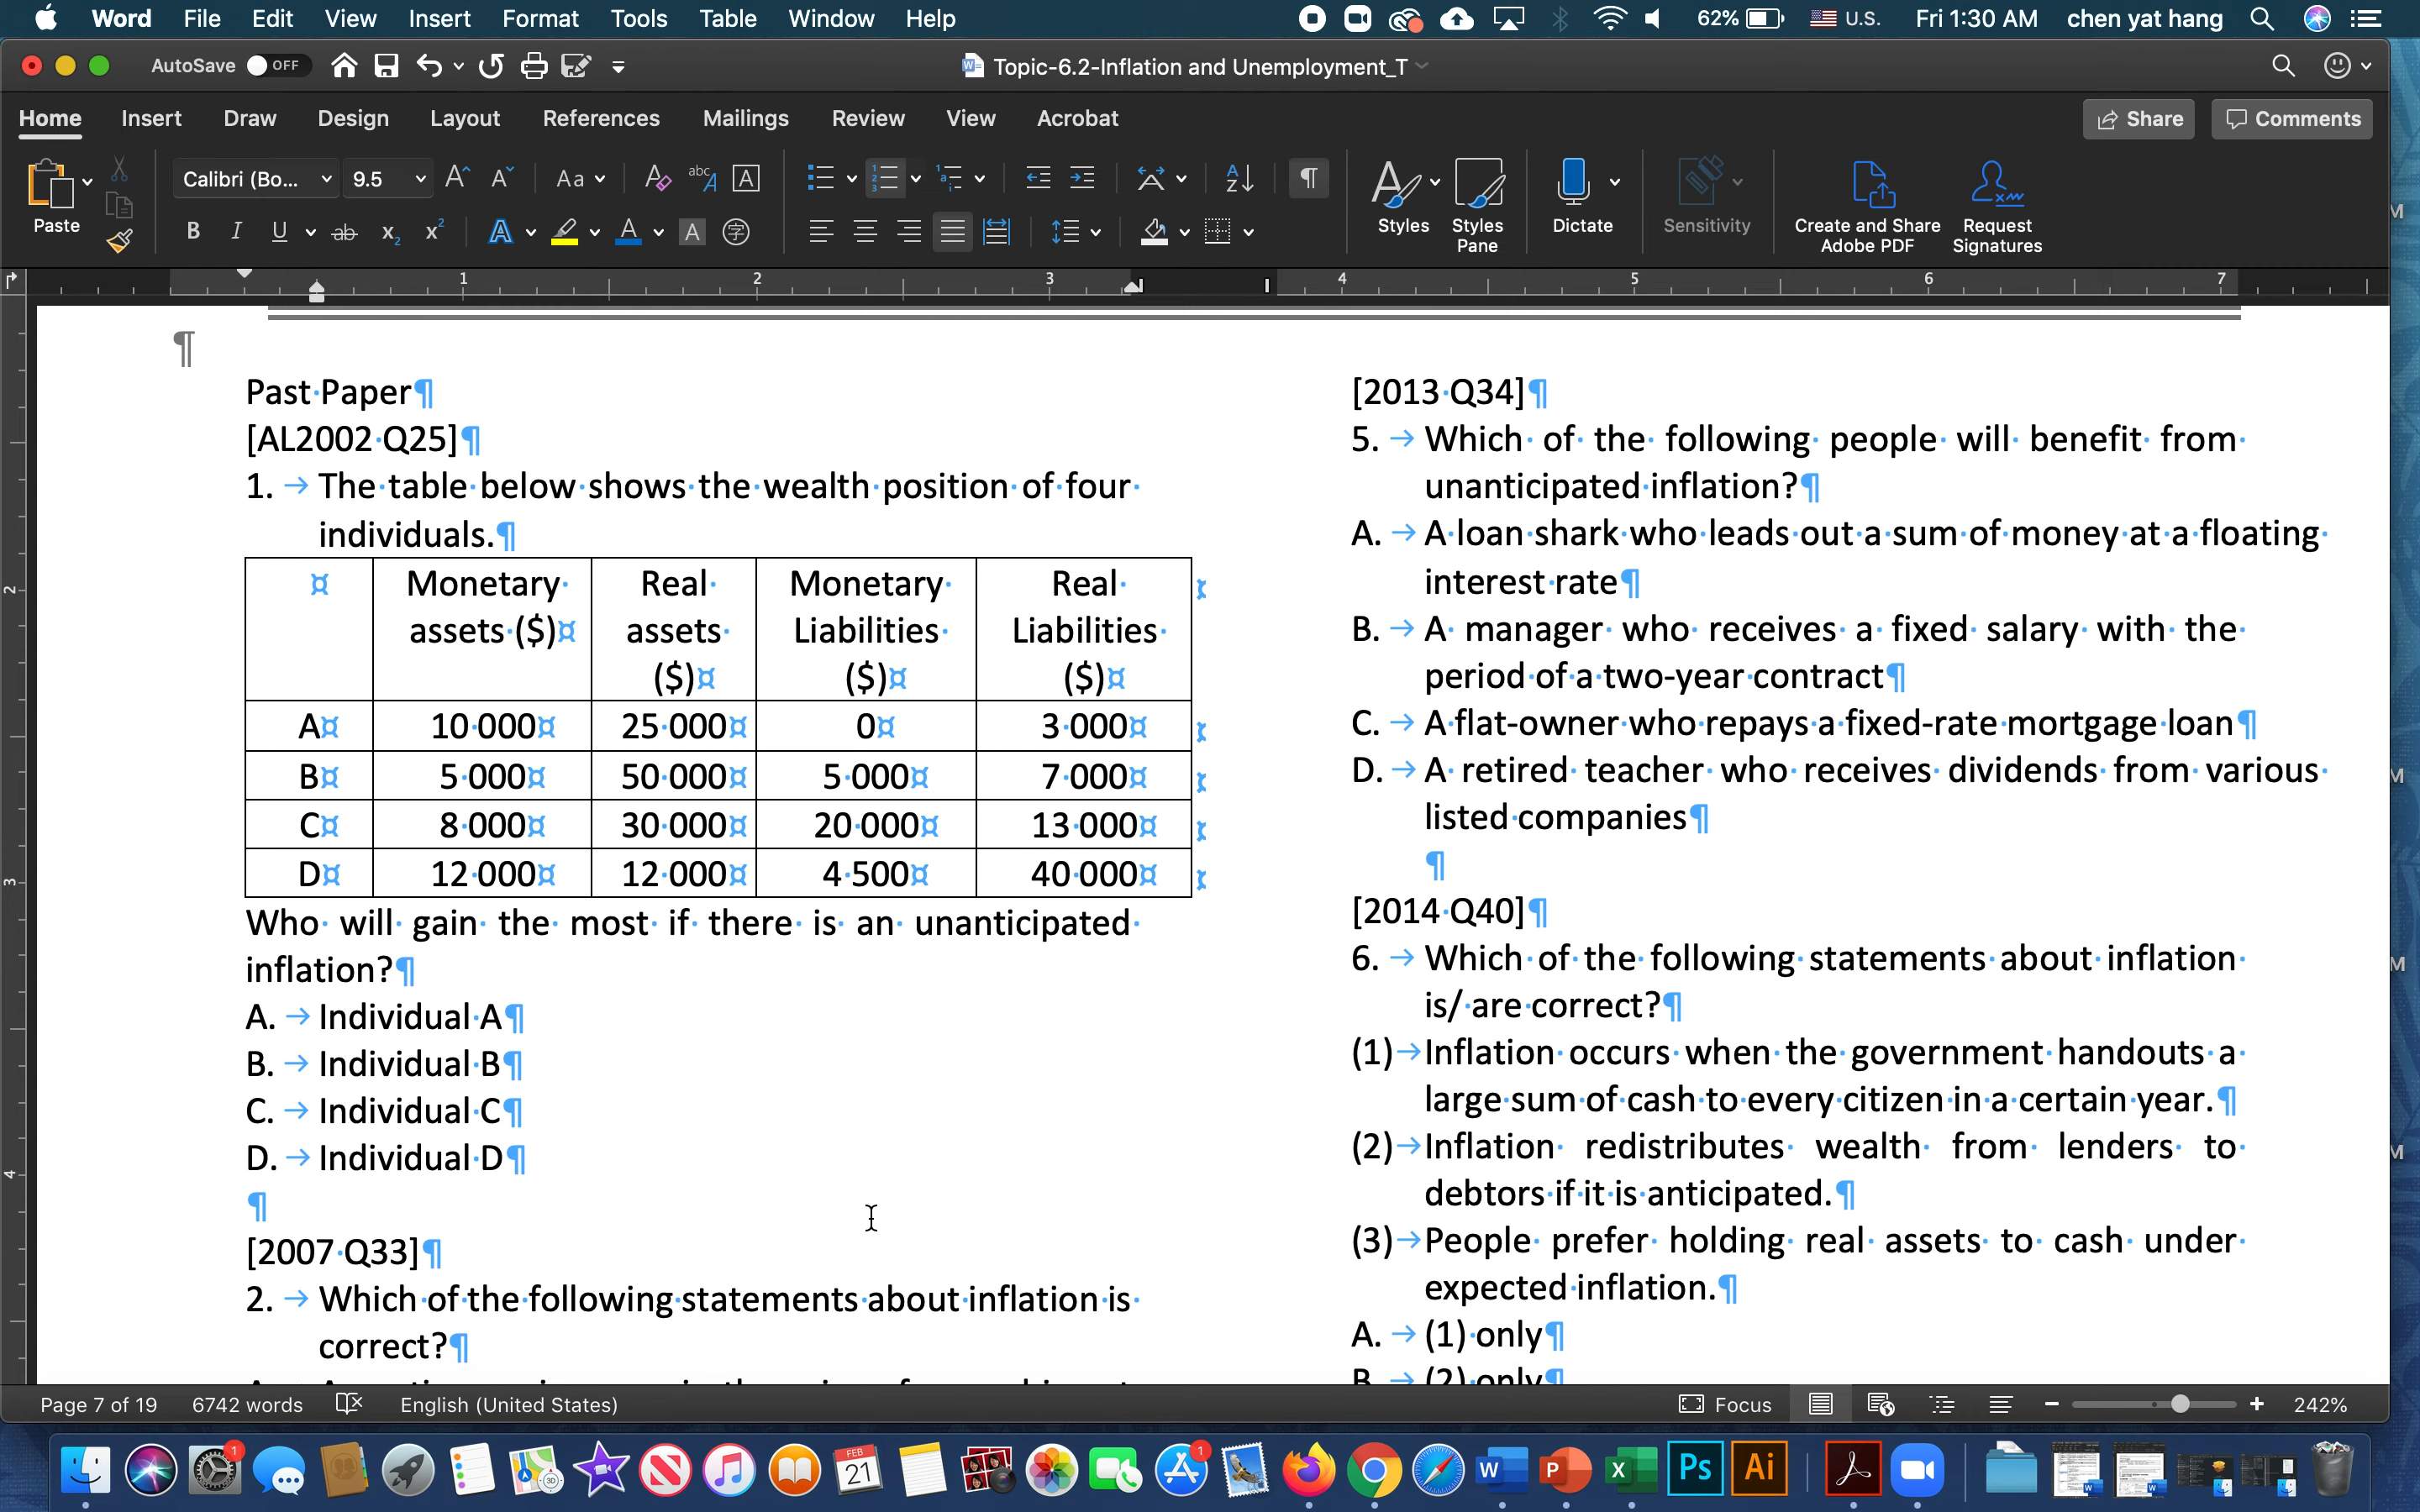 Word File Edit View Insert Format Tools Table Window Help 62% U.S. Fri 1:30 AM chen yat hang
AutoSave OFF Topic-6.2-Inflation and Unemployment_T
Home Insert Draw Design Layout References Mailings Review View Acrobat Share Comments
Calibri (Bo... 9.5
Paste Styles Styles Pane Dictate Sensitivity Create and Share Adobe PDF Request Signatures
1 2 3 4 5 6 7
Past Paper
[AL2002 Q25]
1. The table below shows the wealth position of four
individuals.
Monetary assets ($) Real assets ($) Monetary Liabilities ($) Real Liabilities ($)
A 10 000 25 000 0 3 000
B 5 000 50 000 5 000 7 000
C 8 000 30 000 20 000 13 000
D 12 000 12 000 4 500 40 000
Who will gain the most if there is an unanticipated
inflation?
A. Individual A
B. Individual B
C. Individual C
D. Individual D
[2007 Q33]
2. Which of the following statements about inflation is
correct?
[2013 Q34]
5. Which of the following people will benefit from
unanticipated inflation?
A. A loan shark who leads out a sum of money at a floating
interest rate
B. A manager who receives a fixed salary with the
period of a two-year contract
C. A flat-owner who repays a fixed-rate mortgage loan
D. A retired teacher who receives dividends from various
listed companies
[2014 Q40]
6. Which of the following statements about inflation
is/ are correct?
(1) Inflation occurs when the government handouts a
large sum of cash to every citizen in a certain year.
(2) Inflation redistributes wealth from lenders to
debtors if it is anticipated.
(3) People prefer holding real assets to cash under
expected inflation.
A. (1) only
B. (2) only
Page 7 of 19 6742 words English (United States) Focus 242%
FEB
21
W P X Ps Ai